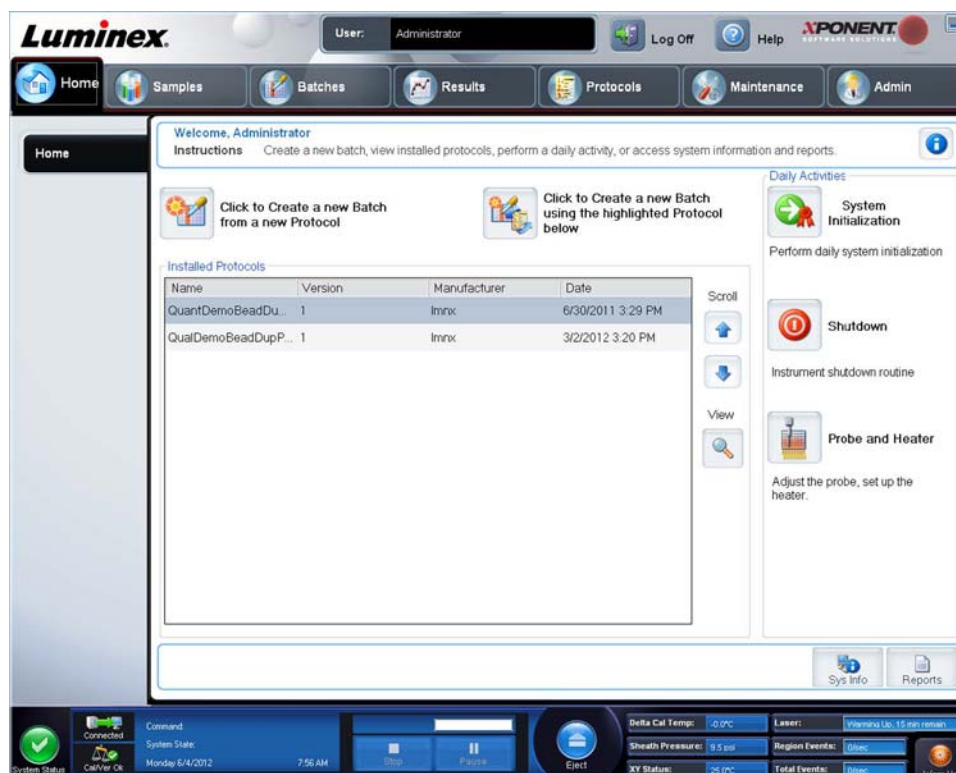 Luminex.
User: Administrator
Log Off
Help
XPONENT
SOFTWARE SOLUTIONS
Home
Samples
Batches
Results
Protocols
Maintenance
Admin
Home
Welcome, Administrator
Instructions Create a new batch, view installed protocols, perform a daily activity, or access system information and reports.
Click to Create a new Batch
from a new Protocol
Click to Create a new Batch
using the highlighted Protocol
below
Installed Protocols
Name Version Manufacturer Date
QuantDemoBeadDu... 1 lmnx 6/30/2011 3:29 PM
QualDemoBeadDupP... 1 lmnx 3/2/2012 3:20 PM
Scroll
View
Daily Activities
System
Initialization
Perform daily system initialization
Shutdown
Instrument shutdown routine
Probe and Heater
Adjust the probe, set up the
heater.
Sys Info
Reports
System Status
Connected
Cal/Ver Ok
Command:
System State:
Monday 6/4/2012 7:56 AM
Stop
Pause
Eject
Delta Cal Temp: -0.0°C
Sheath Pressure: 9.5 psi
XY Status: 25.0°C
Laser: Warming Up, 15 min remain
Region Events: 0/sec
Total Events: 0/sec